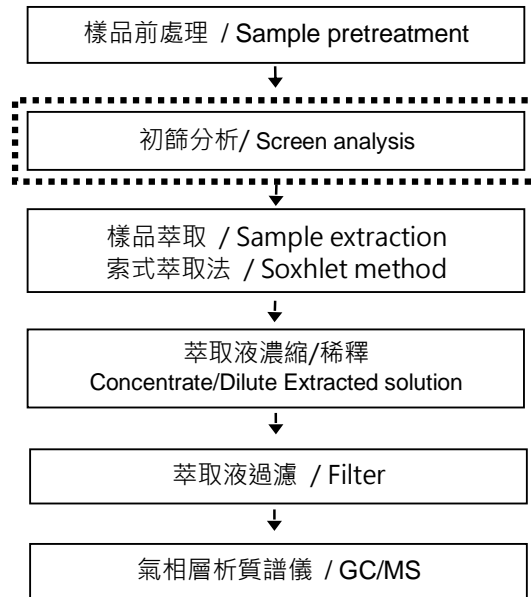 樣品前處理 / Sample pretreatment
初篩分析/ Screen analysis
樣品萃取 / Sample extraction
索式萃取法 / Soxhlet method
萃取液濃縮/稀釋
Concentrate/Dilute Extracted solution
萃取液過濾 / Filter
氣相層析質譜儀 / GC/MS